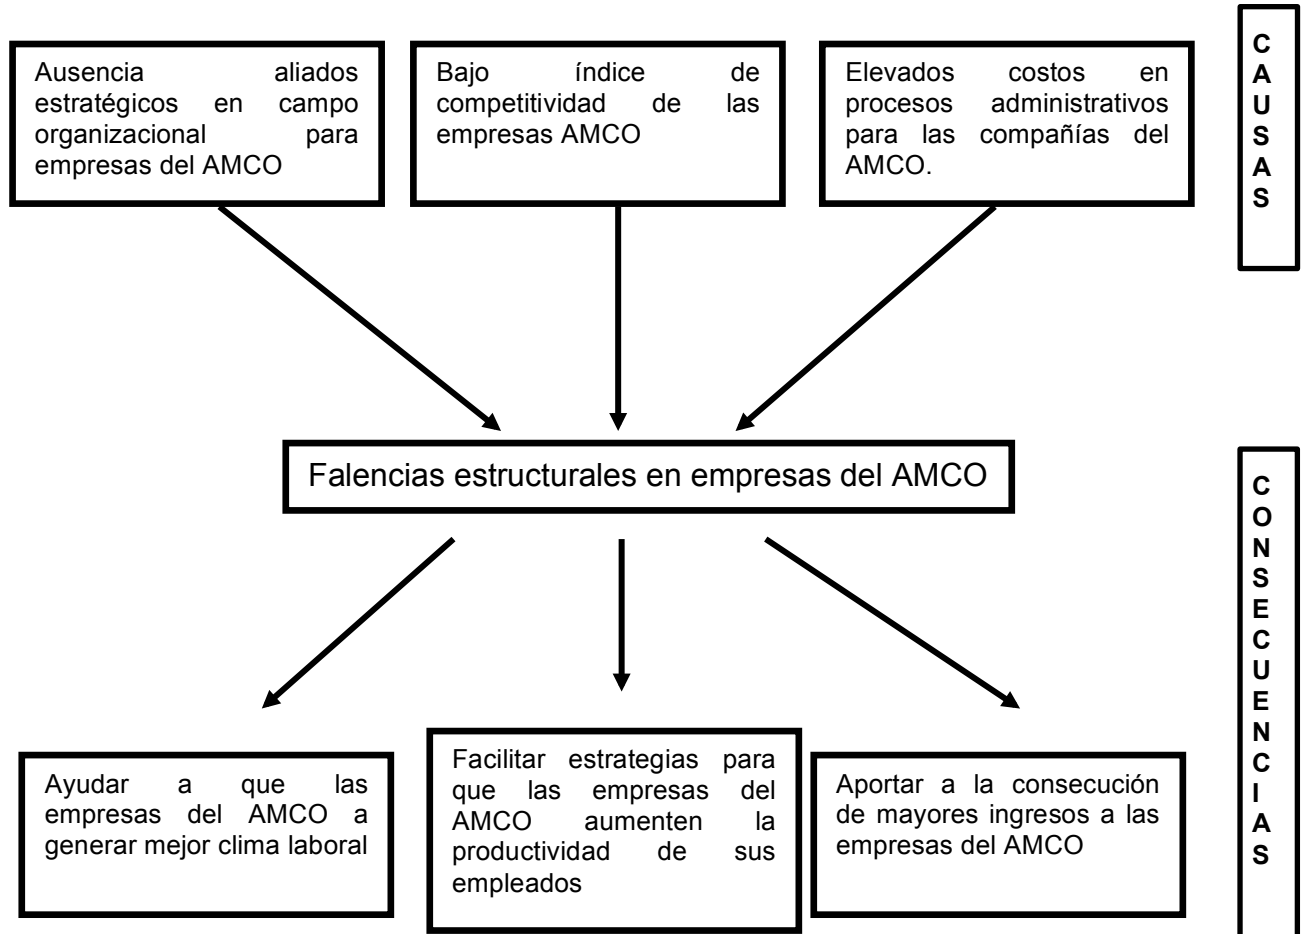 Ausencia aliados
estratégicos en campo
organizacional para
empresas del AMCO
Bajo índice de
competitividad de las
empresas AMCO
Elevados costos en
procesos administrativos
para las compañías del
AMCO.
C
A
U
S
A
S
Falencias estructurales en empresas del AMCO
C
O
N
S
E
C
U
E
N
C
I
A
S
Ayudar a que las
empresas del AMCO a
generar mejor clima laboral
Facilitar estrategias para
que las empresas del
AMCO aumenten la
productividad de sus
empleados
Aportar a la consecución
de mayores ingresos a las
empresas del AMCO